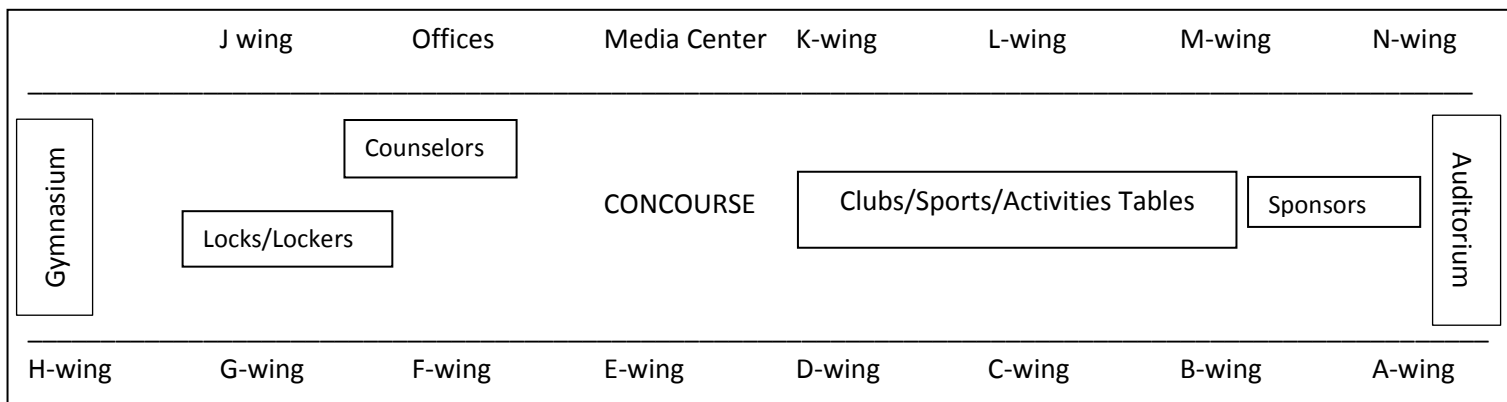 J wing Offices Media Center K-wing L-wing M-wing N-wing
Gymnasium
Counselors
Locks/Lockers
CONCOURSE
Clubs/Sports/Activities Tables
Sponsors
Auditorium
H-wing G-wing F-wing E-wing D-wing C-wing B-wing A-wing